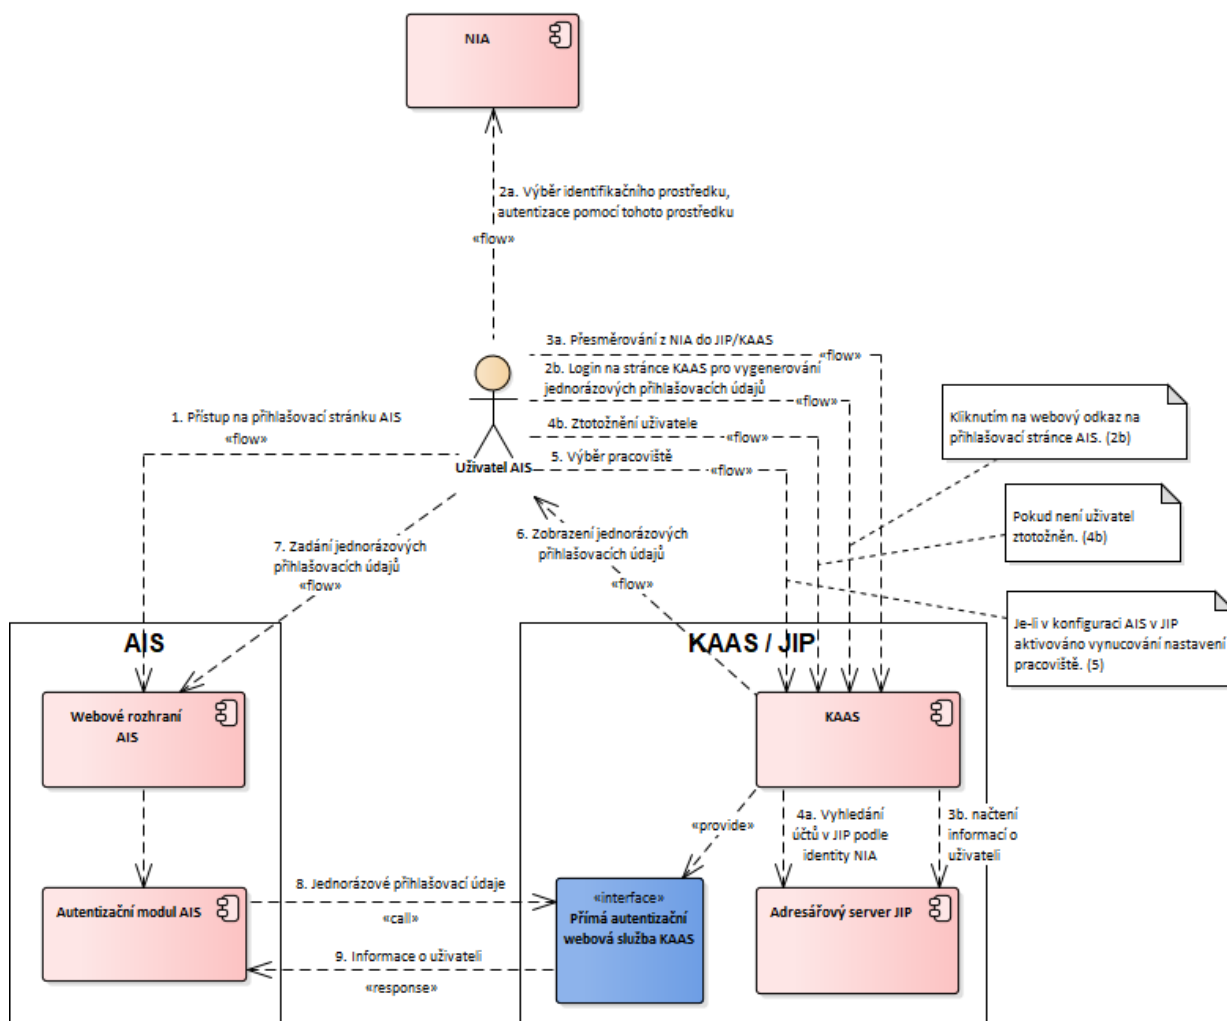 NIA
2a. Výběr identifikačního prostředku,
autentizace pomocí tohoto prostředku
«flow»
3a. Přesměrování z NIA do JIP/KAAS
«flow»
2b. Login na stránce KAAS pro vygenerování
jednorázových přihlašovacích údajů
«flow»
4b. Ztotožnění uživatele
«flow»
5. Výběr pracoviště
«flow»
Uživatel AIS
1. Přístup na přihlašovací stránku AIS
«flow»
Kliknutím na webový odkaz na
přihlašovací stránce AIS. (2b)
Pokud není uživatel
ztotožněn. (4b)
Je-li v konfiguraci AIS v JIP
aktivováno vynucování nastavení
pracoviště. (5)
7. Zadání jednorázových
přihlašovacích údajů
«flow»
6. Zobrazení jednorázových
přihlašovacích údajů
«flow»
AIS
Webové rozhraní
AIS
Autentizační modul AIS
KAAS / JIP
KAAS
«provide»
4a. Vyhledání
účtů v JIP podle
identity NIA
3b. načtení
informací o
uživateli
8. Jednorázové přihlašovací údaje
«call»
9. Informace o uživateli
«response»
«interface»
Přímá autentizační
webová služba KAAS
Adresářový server JIP